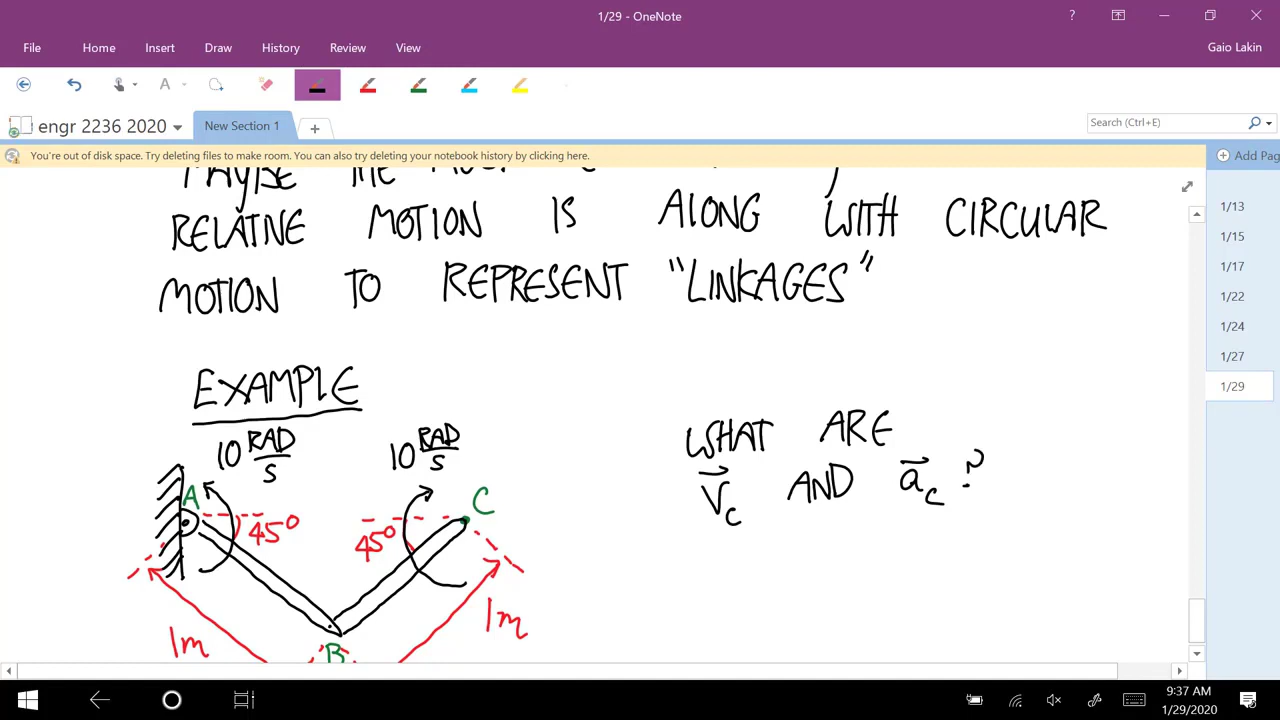 1/29 - OneNote
?
File Home Insert Draw History Review View
Gaio Lakin
engr 2236 2020
New Section 1
Search (Ctrl+E)
You're out of disk space. Try deleting files to make room. You can also try deleting your notebook history by clicking here.
Add Pag
1/13
1/15
1/17
1/22
1/24
1/27
1/29
MAYBE THE
RELATIVE MOTION IS ALONG WITH CIRCULAR
MOTION TO REPRESENT "LINKAGES"
EXAMPLE
10 RAD/S
10 RAD/S
WHAT ARE
V⃗c AND a⃗c ?
A
C
45°
45°
1m
1m
B
9:37 AM
1/29/2020